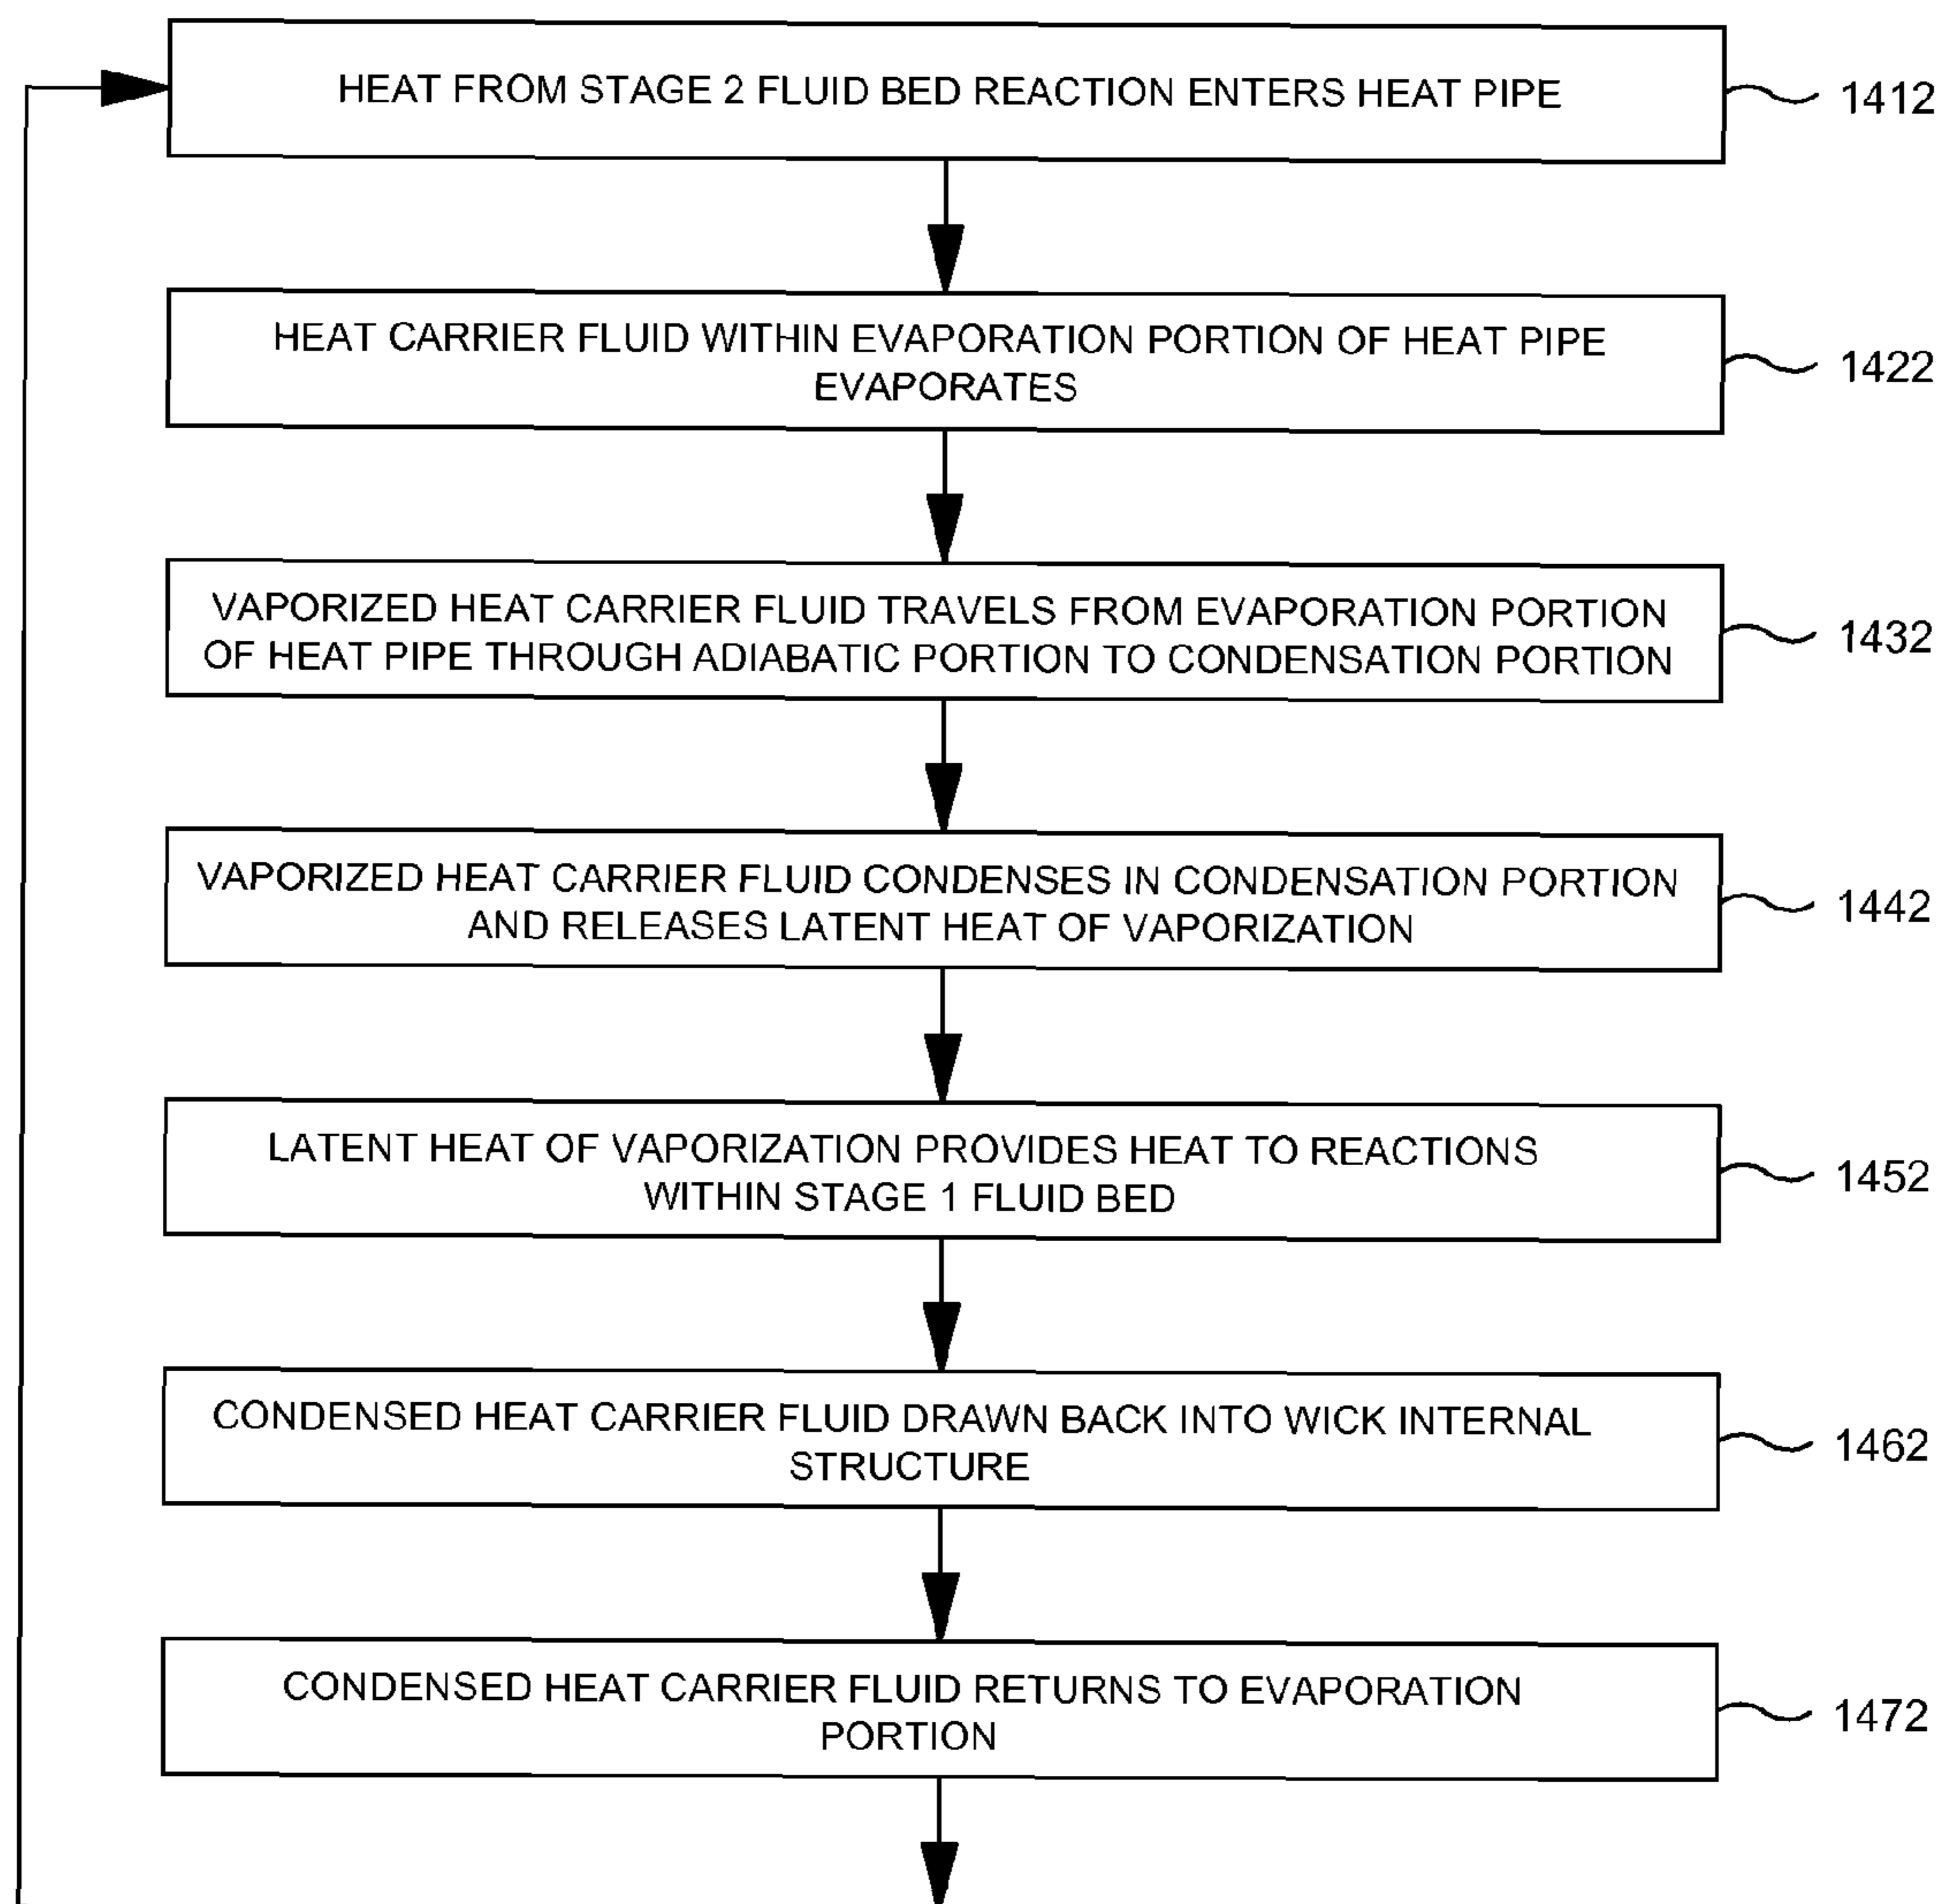 HEAT FROM STAGE 2 FLUID BED REACTION ENTERS HEAT PIPE
1412
HEAT CARRIER FLUID WITHIN EVAPORATION PORTION OF HEAT PIPE
EVAPORATES
1422
VAPORIZED HEAT CARRIER FLUID TRAVELS FROM EVAPORATION PORTION
OF HEAT PIPE THROUGH ADIABATIC PORTION TO CONDENSATION PORTION
1432
VAPORIZED HEAT CARRIER FLUID CONDENSES IN CONDENSATION PORTION
AND RELEASES LATENT HEAT OF VAPORIZATION
1442
LATENT HEAT OF VAPORIZATION PROVIDES HEAT TO REACTIONS
WITHIN STAGE 1 FLUID BED
1452
CONDENSED HEAT CARRIER FLUID DRAWN BACK INTO WICK INTERNAL
STRUCTURE
1462
CONDENSED HEAT CARRIER FLUID RETURNS TO EVAPORATION
PORTION
1472